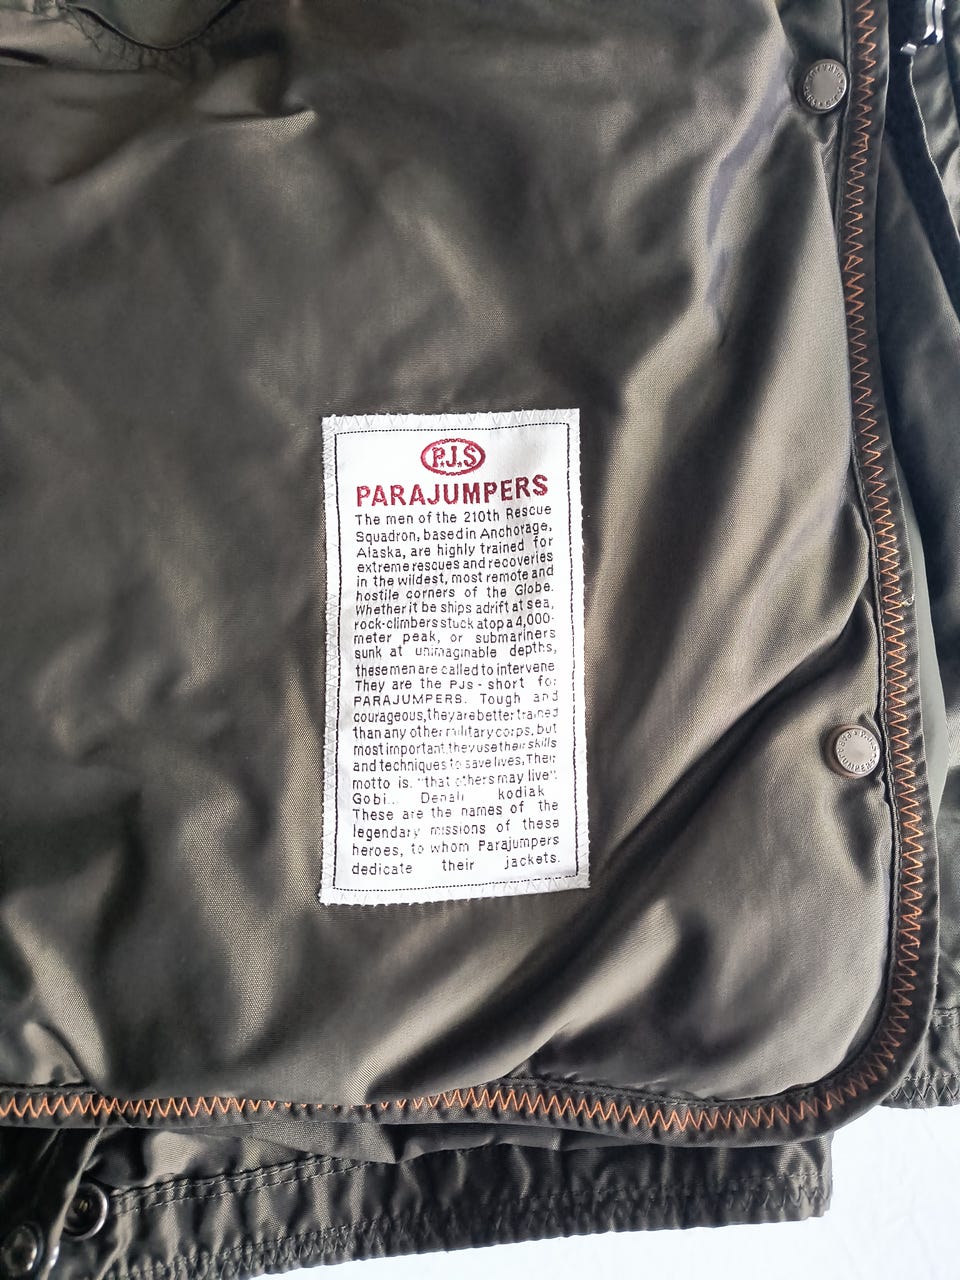 P.J.S
PARAJUMPERS
The men of the 210th Rescue
Squadron, based in Anchorage,
Alaska, are highly trained for
extreme rescues and recoveries
in the wildest, most remote and
hostile corners of the Globe.
Whether it be ships adrift at sea,
rock-climbers stuck atop a 4,000-
meter peak, or submariners
sunk at unimaginable depths,
these men are called to intervene
They are the PJs - short for
PARAJUMPERS. Tough and
courageous, they are better trained
than any other military corps, but
most important, they use their skills
and techniques to save lives. Their
motto is. "that others may live".
Gobi... Denali kodiak
These are the names of the
legendary missions of these
heroes, to whom Parajumpers
dedicate their jackets.
JUMPERS